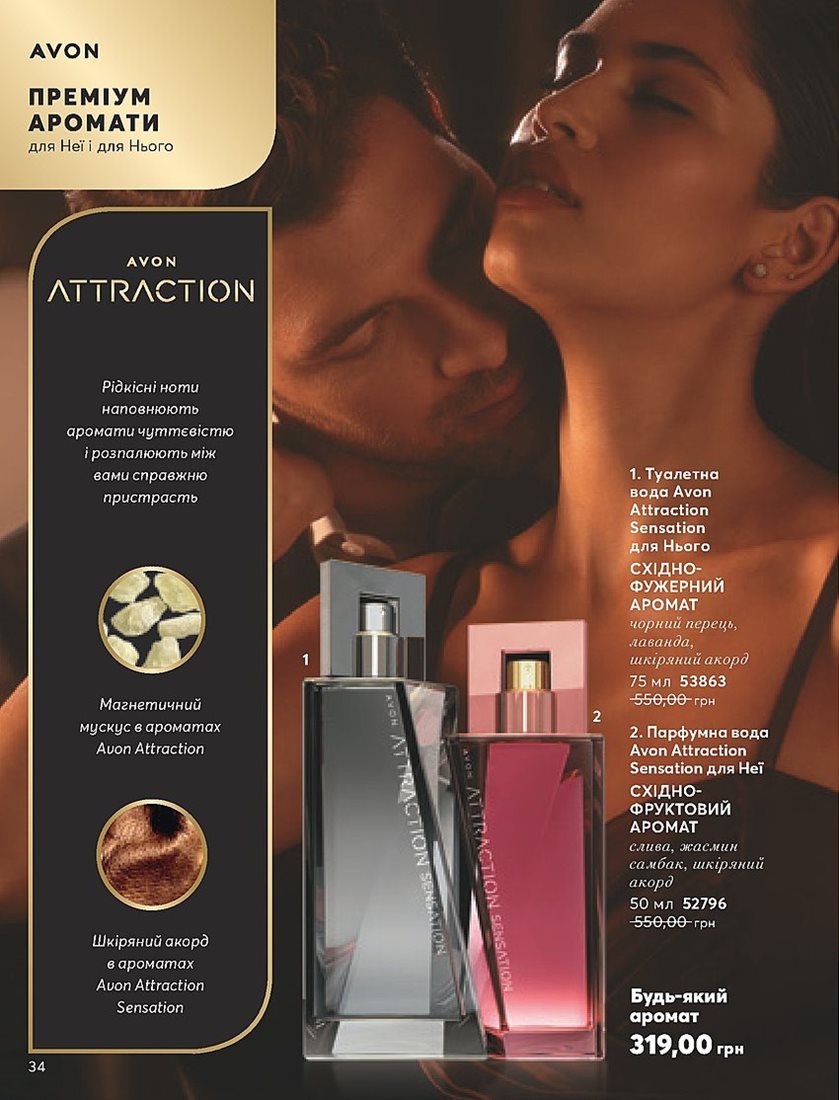 AVON
ПРЕМІУМ
АРОМАТИ
для Неї і для Нього
AVON
ATTRACTION
Рідкісні ноти
наповнюють
аромати чуттєвістю
і розпалюють між
вами справжню
пристрасть
Магнетичний
мускус в ароматах
Avon Attraction
Шкіряний акорд
в ароматах
Avon Attraction
Sensation
34
1
AVON
ATTRACTION SENSATION
2
AVON
ATTRACTION SENSATION
1. Туалетна
вода Avon
Attraction
Sensation
для Нього
СХІДНО-
ФУЖЕРНИЙ
АРОМАТ
чорний перець,
лаванда,
шкіряний акорд
75 мл 53863
550,00 грн
2. Парфумна вода
Avon Attraction
Sensation для Неї
СХІДНО-
ФРУКТОВИЙ
АРОМАТ
слива, жасмин
самбак, шкіряний
акорд
50 мл 52796
550,00 грн
Будь-який
аромат
319,00 грн